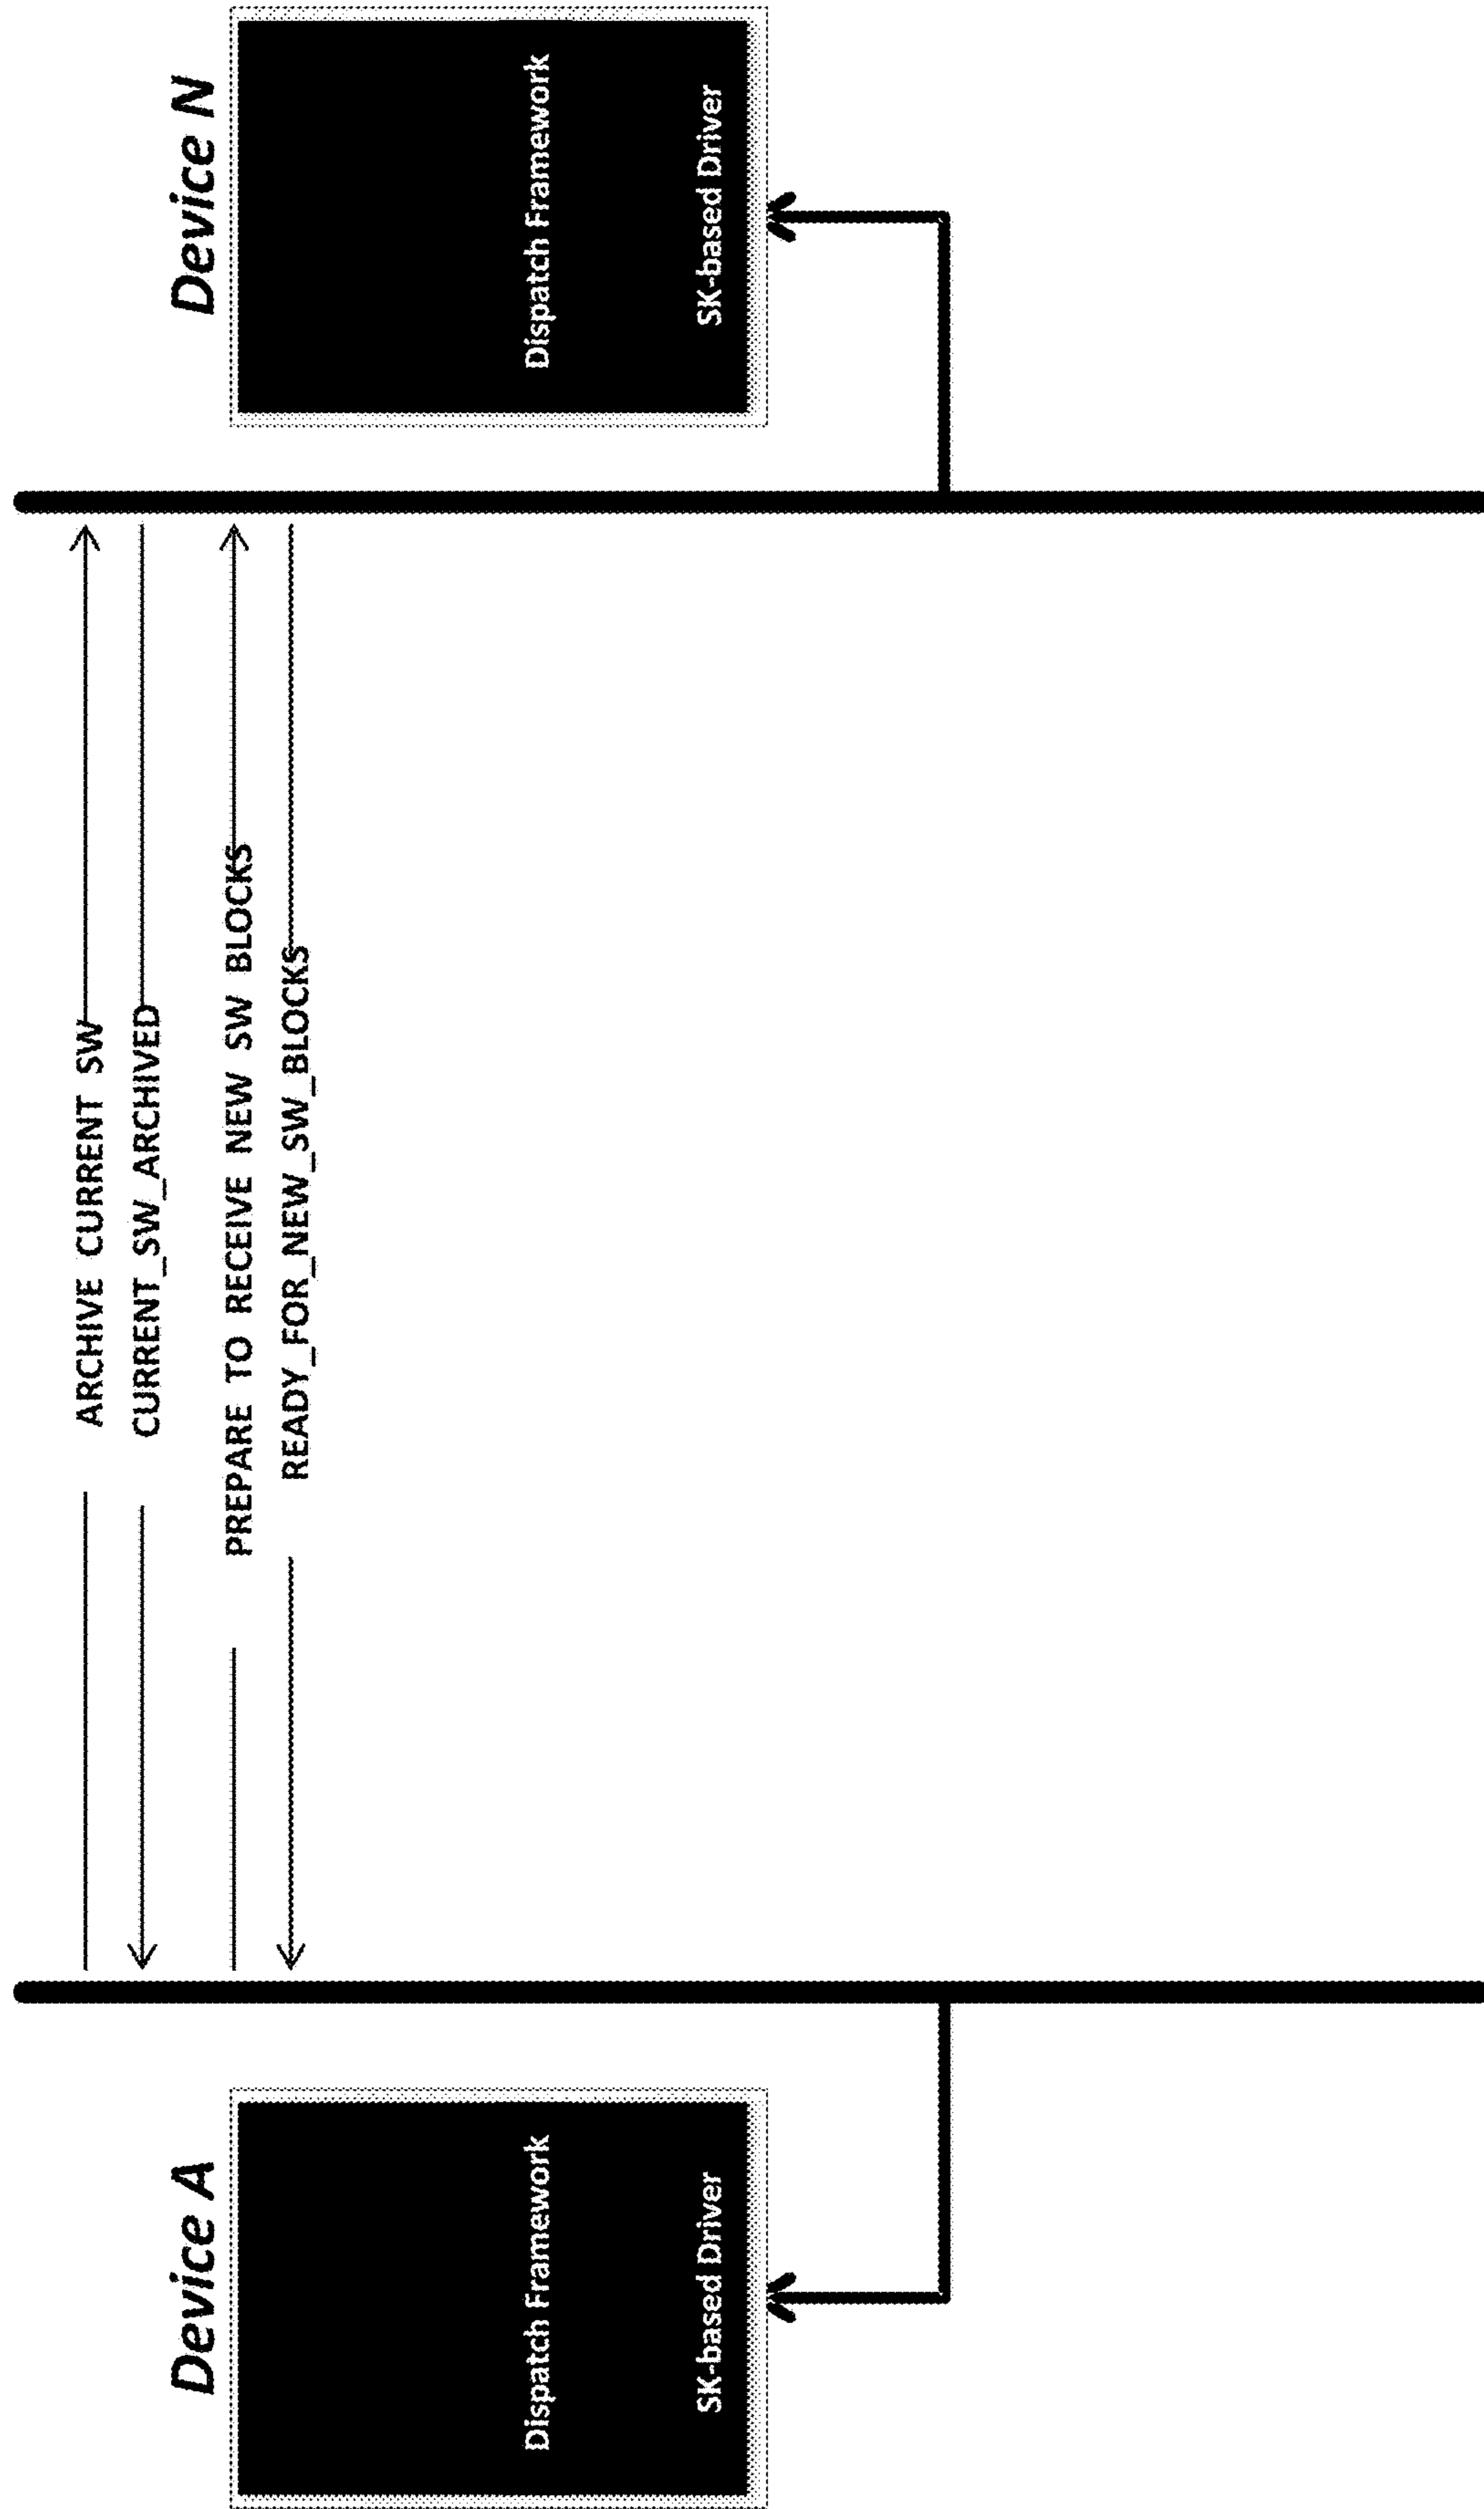 ARCHIVE CURRENT SW
CURRENT_SW_ARCHIVED
PREPARE TO RECEIVE NEW SW BLOCKS
READY_FOR_NEW_SW_BLOCKS
Device A
Dispatch Framework
SK-based Driver
Device N
Dispatch Framework
SK-based Driver